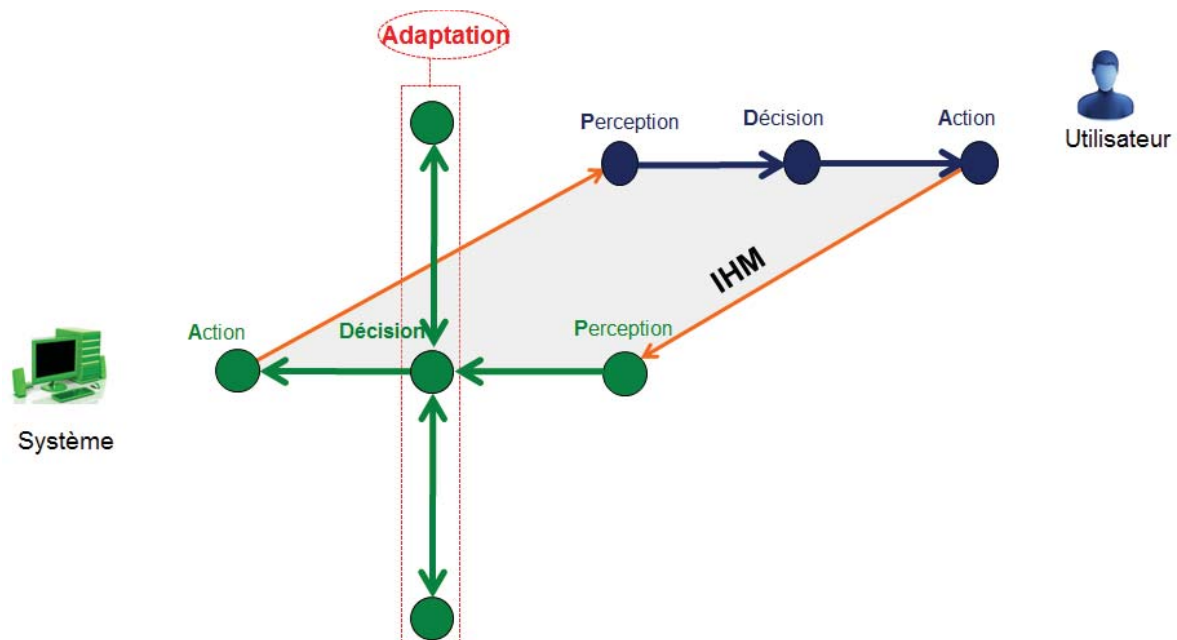 Adaptation
Perception
Décision
Action
Utilisateur
IHM
Action
Décision
Perception
Système